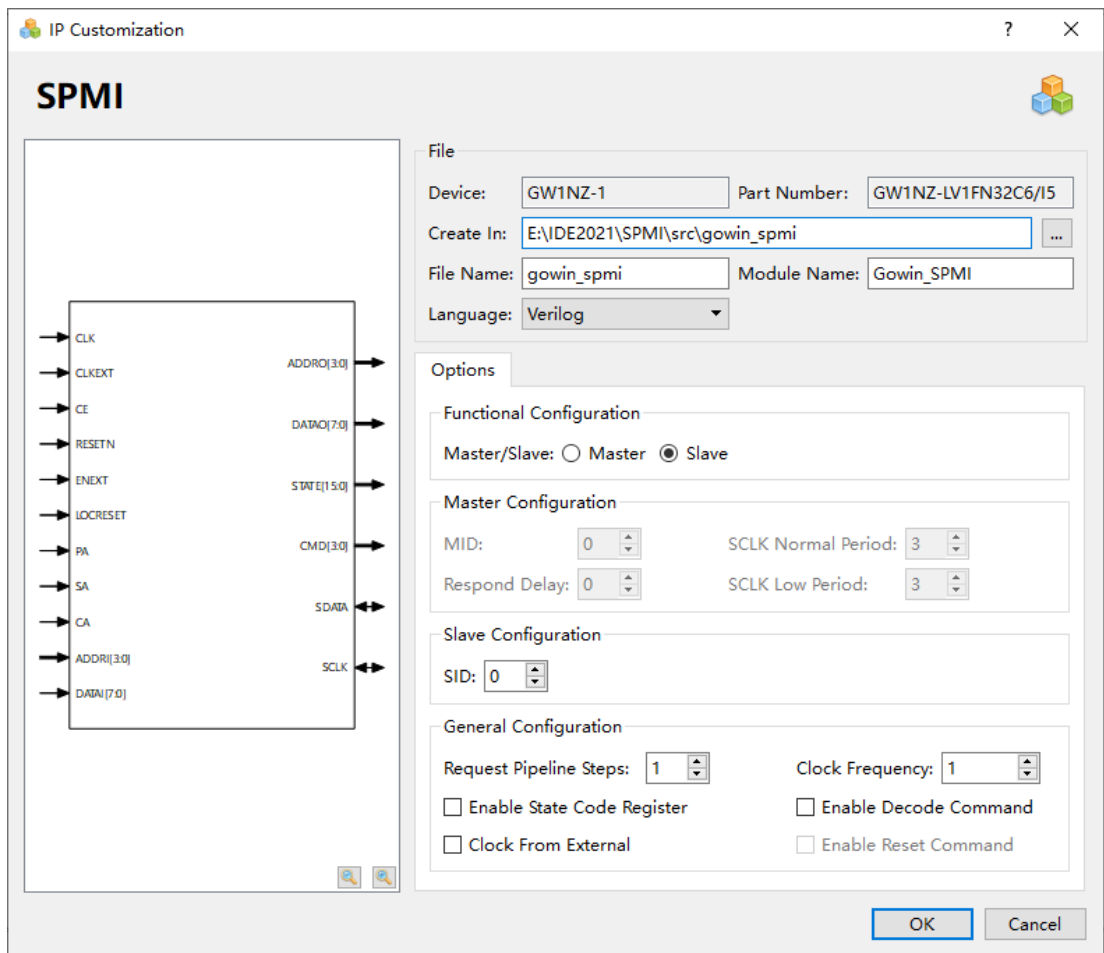 IP Customization ? ×
SPMI
CLK
CLKEXT
CE
RESETN
ENEXT
LOCRESET
PA
SA
CA
ADDRI[3:0]
DATAI[7:0]
ADDRO[3:0]
DATAO[7:0]
STATE[15:0]
CMD[3:0]
SDATA
SCLK
File
Device: GW1NZ-1 Part Number: GW1NZ-LV1FN32C6/I5
Create In: E:\IDE2021\SPMI\src\gowin_spmi ...
File Name: gowin_spmi Module Name: Gowin_SPMI
Language: Verilog
Options
Functional Configuration
Master/Slave: Master Slave
Master Configuration
MID: 0 SCLK Normal Period: 3
Respond Delay: 0 SCLK Low Period: 3
Slave Configuration
SID: 0
General Configuration
Request Pipeline Steps: 1 Clock Frequency: 1
Enable State Code Register Enable Decode Command
Clock From External Enable Reset Command
OK Cancel